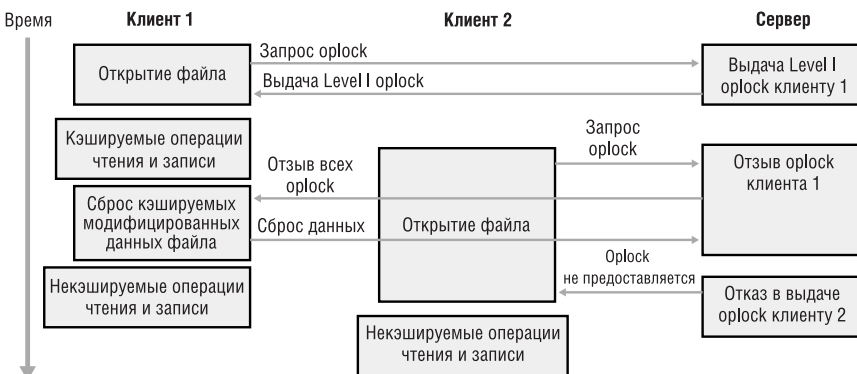 Время
Клиент 1
Клиент 2
Сервер
Открытие файла
Запрос oplock
Выдача Level I oplock
Выдача Level I
oplock клиенту 1
Кэшируемые операции
чтения и записи
Запрос
oplock
Отзыв всех
oplock
Отзыв oplock
клиента 1
Сброс кэшируемых
модифицированных
данных файла
Сброс данных
Открытие файла
Oplock
не предоставляется
Некэшируемые операции
чтения и записи
Отказ в выдаче
oplock клиенту 2
Некэшируемые операции
чтения и записи